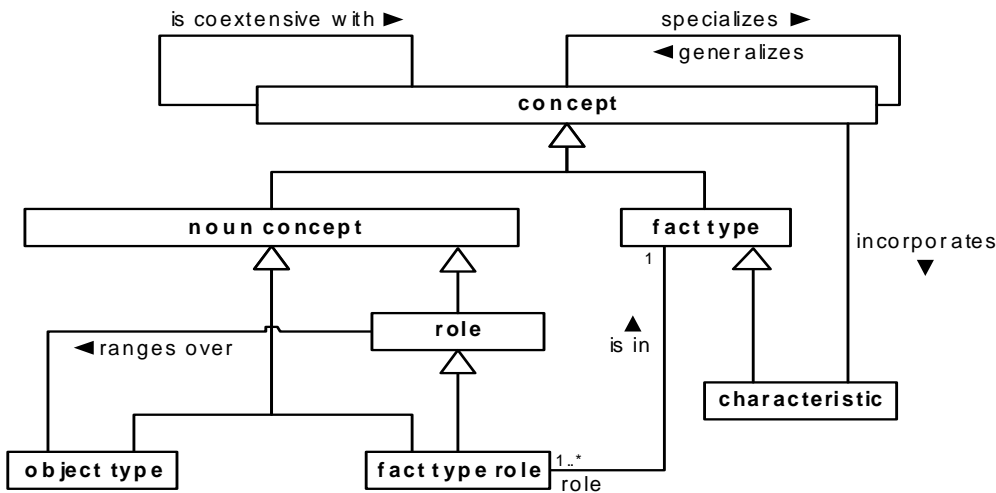 is coextensive with ►
specializes ►
◄ generalizes
concept
noun concept
fact type
1
incorporates
▼
role
◄ ranges over
▲
is in
characteristic
object type
fact type role
1..*
role